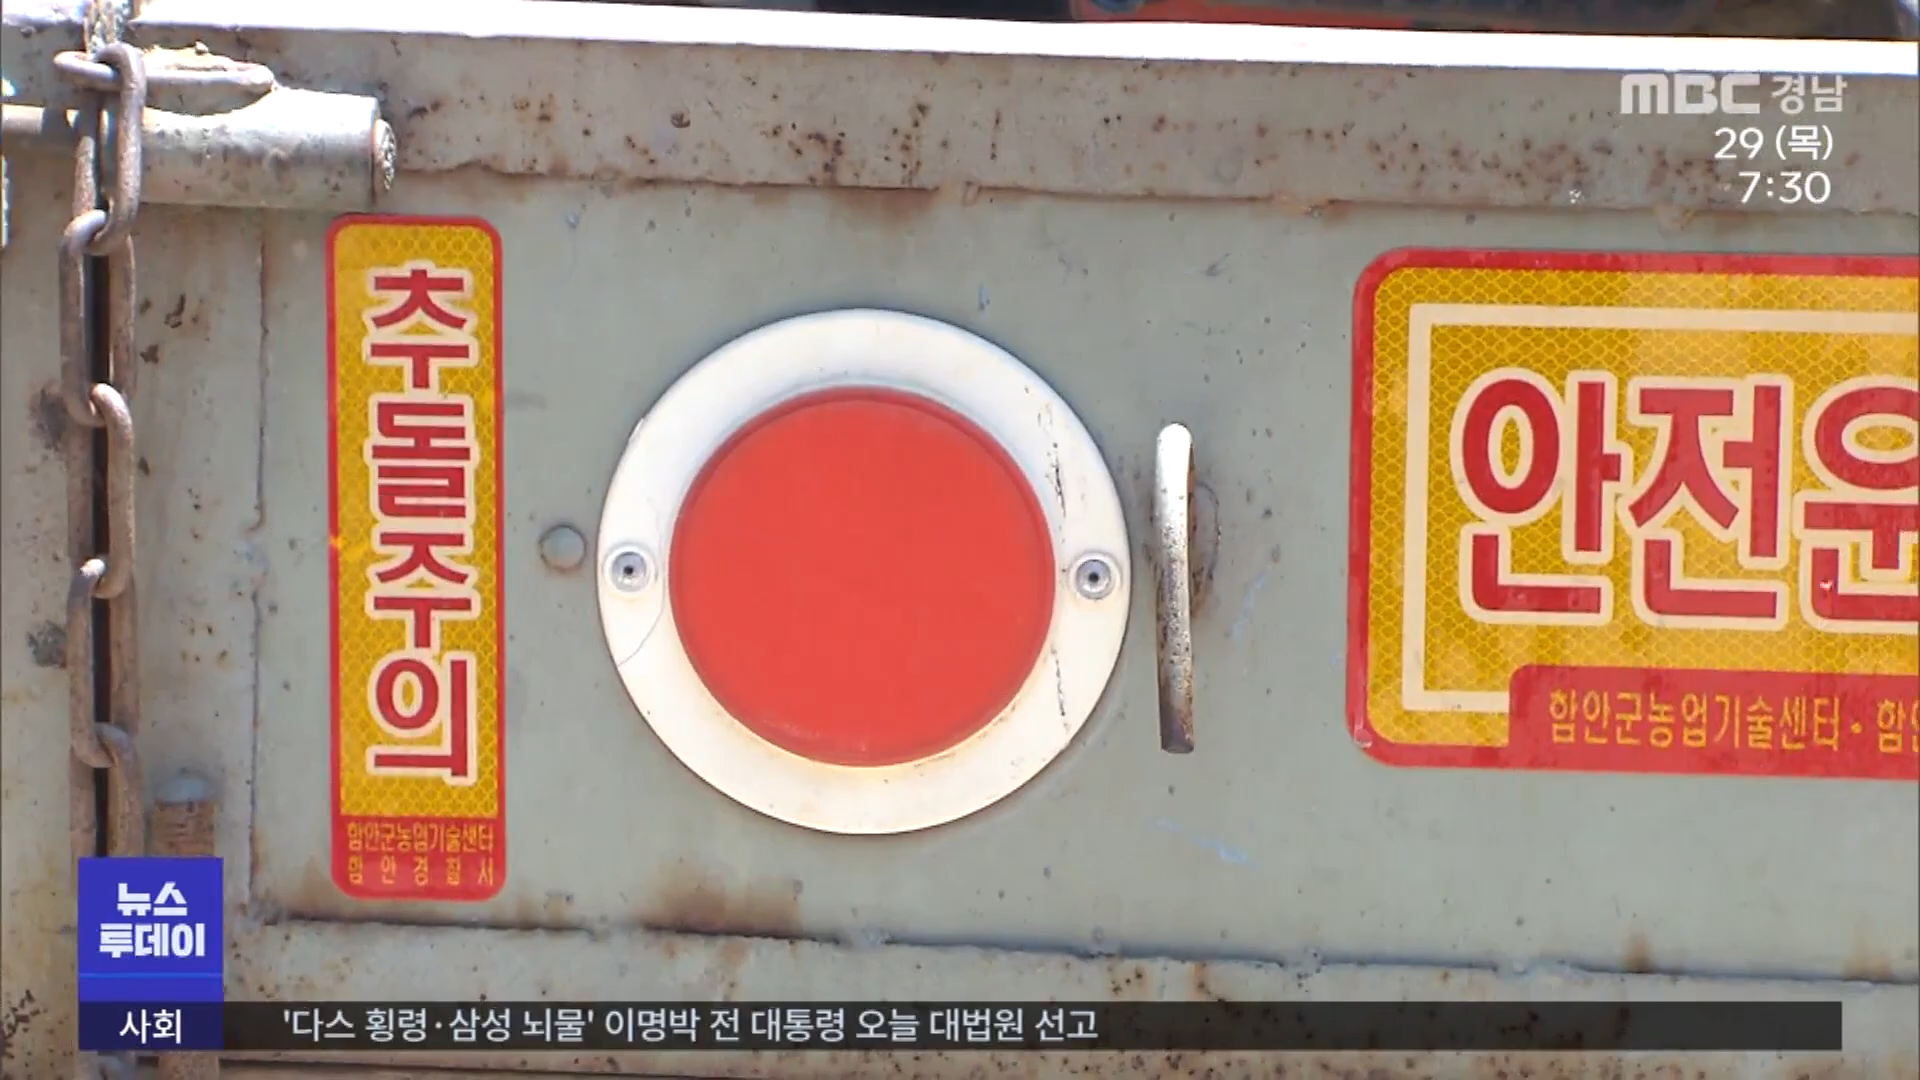 MBC 경남
29 (목)
7:30
추돌주의
함안군농업기술센터
함안경찰서
안전운
함안군농업기술센터 · 함안
뉴스
투데이
사회
'다스 횡령·삼성 뇌물' 이명박 전 대통령 오늘 대법원 선고